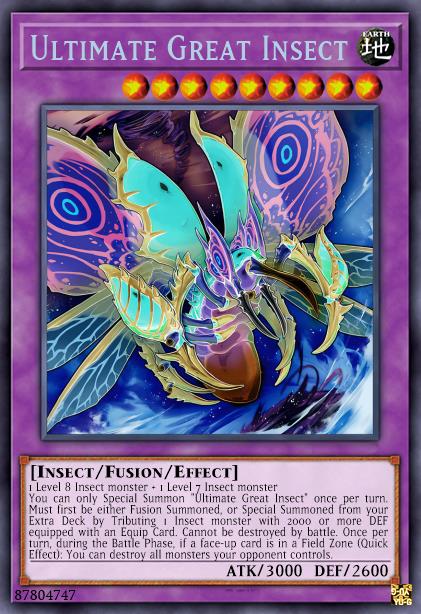 ULTIMATE GREAT INSECT
EARTH
地
[INSECT/FUSION/EFFECT]
1 Level 8 Insect monster + 1 Level 7 Insect monster
You can only Special Summon "Ultimate Great Insect" once per turn.
Must first be either Fusion Summoned, or Special Summoned from your
Extra Deck by Tributing 1 Insect monster with 2000 or more DEF
equipped with an Equip Card. Cannot be destroyed by battle. Once per
turn, during the Battle Phase, if a face-up card is in a Field Zone (Quick
Effect): You can destroy all monsters your opponent controls.
ATK/3000 DEF/2600
87804747